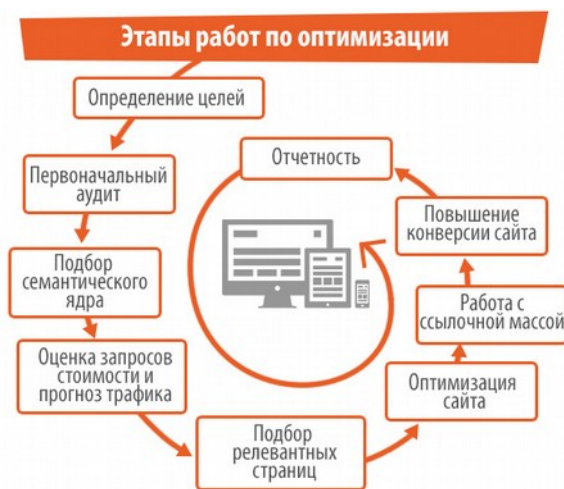 Этапы работ по оптимизации
Определение целей
Первоначальный
аудит
Подбор
семантического
ядра
Оценка запросов
стоимости и
прогноз трафика
Подбор
релевантных
страниц
Оптимизация
сайта
Работа с
ссылочной массой
Повышение
конверсии сайта
Отчетность